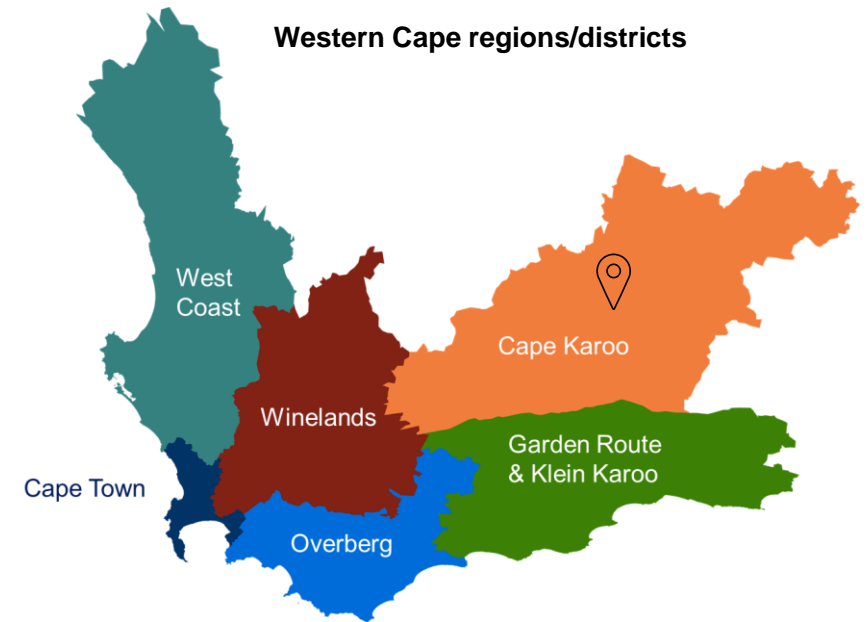 Western Cape regions/districts
West
Coast
Cape Karoo
Winelands
Garden Route
& Klein Karoo
Cape Town
Overberg